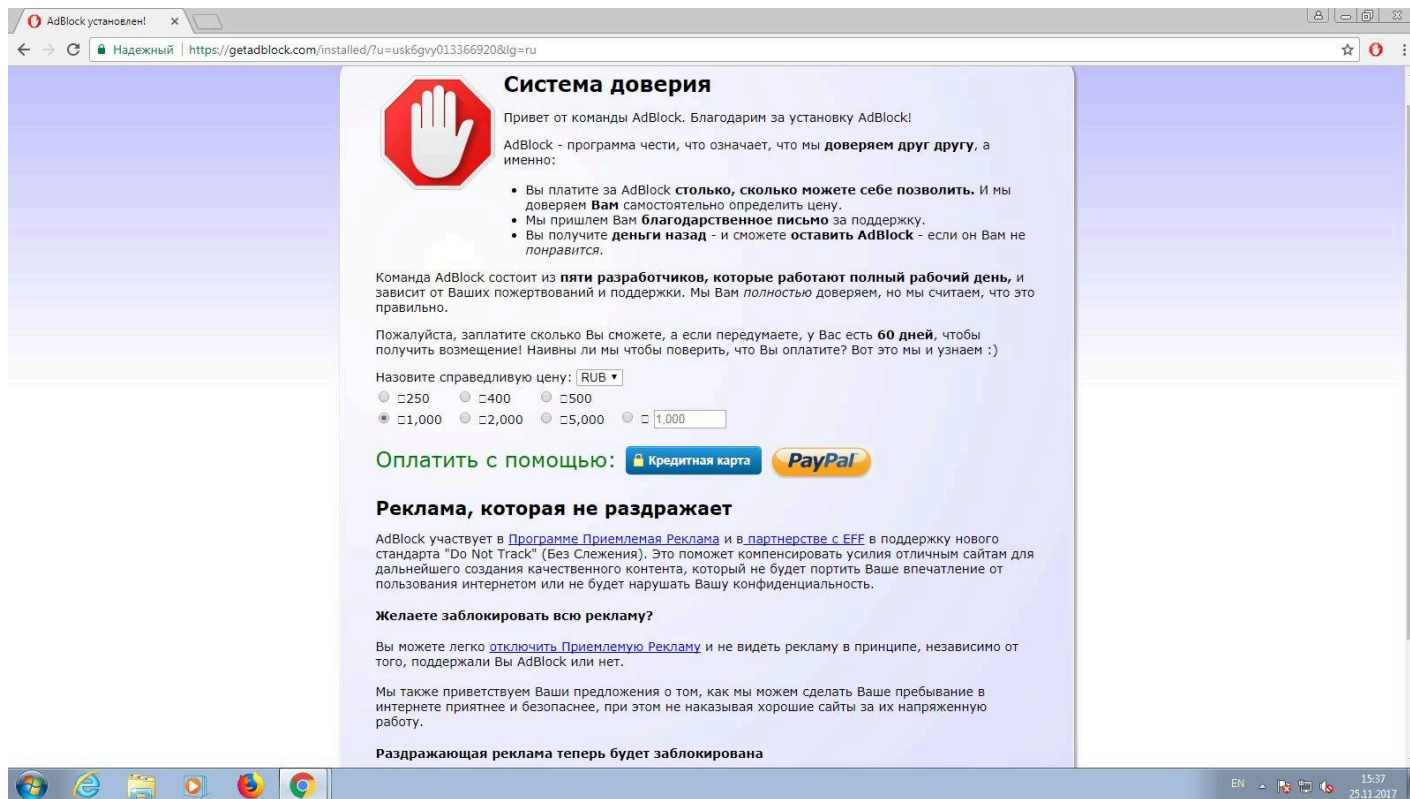 AdBlock установлен!
Надежный
https://getadblock.com/installed/?u=usk6gvy013366920&lg=ru
Система доверия
Привет от команды AdBlock. Благодарим за установку AdBlock!
AdBlock - программа чести, что означает, что мы доверяем друг другу, а
именно:
• Вы платите за AdBlock столько, сколько можете себе позволить. И мы
доверяем Вам самостоятельно определить цену.
• Мы пришлем Вам благодарственное письмо за поддержку.
• Вы получите деньги назад - и сможете оставить AdBlock - если он Вам не
понравится.
Команда AdBlock состоит из пяти разработчиков, которые работают полный рабочий день, и
зависит от Ваших пожертвований и поддержки. Мы Вам полностью доверяем, но мы считаем, что это
правильно.
Пожалуйста, заплатите сколько Вы сможете, а если передумаете, у Вас есть 60 дней, чтобы
получить возмещение! Наивны ли мы чтобы поверить, что Вы оплатите? Вот это мы и узнаем :)
Назовите справедливую цену: RUB
□250 □400 □500
□1,000 □2,000 □5,000 □ 1,000
Оплатить с помощью: Кредитная карта PayPal
Реклама, которая не раздражает
AdBlock участвует в Программе Приемлемая Реклама и в партнерстве с EFF в поддержку нового
стандарта "Do Not Track" (Без Слежения). Это поможет компенсировать усилия отличным сайтам для
дальнейшего создания качественного контента, который не будет портить Ваше впечатление от
пользования интернетом или не будет нарушать Вашу конфиденциальность.
Желаете заблокировать всю рекламу?
Вы можете легко отключить Приемлемую Рекламу и не видеть рекламу в принципе, независимо от
того, поддержали Вы AdBlock или нет.
Мы также приветствуем Ваши предложения о том, как мы можем сделать Ваше пребывание в
интернете приятнее и безопаснее, при этом не наказывая хорошие сайты за их напряженную
работу.
Раздражающая реклама теперь будет заблокирована
EN
15:37
25.11.2017